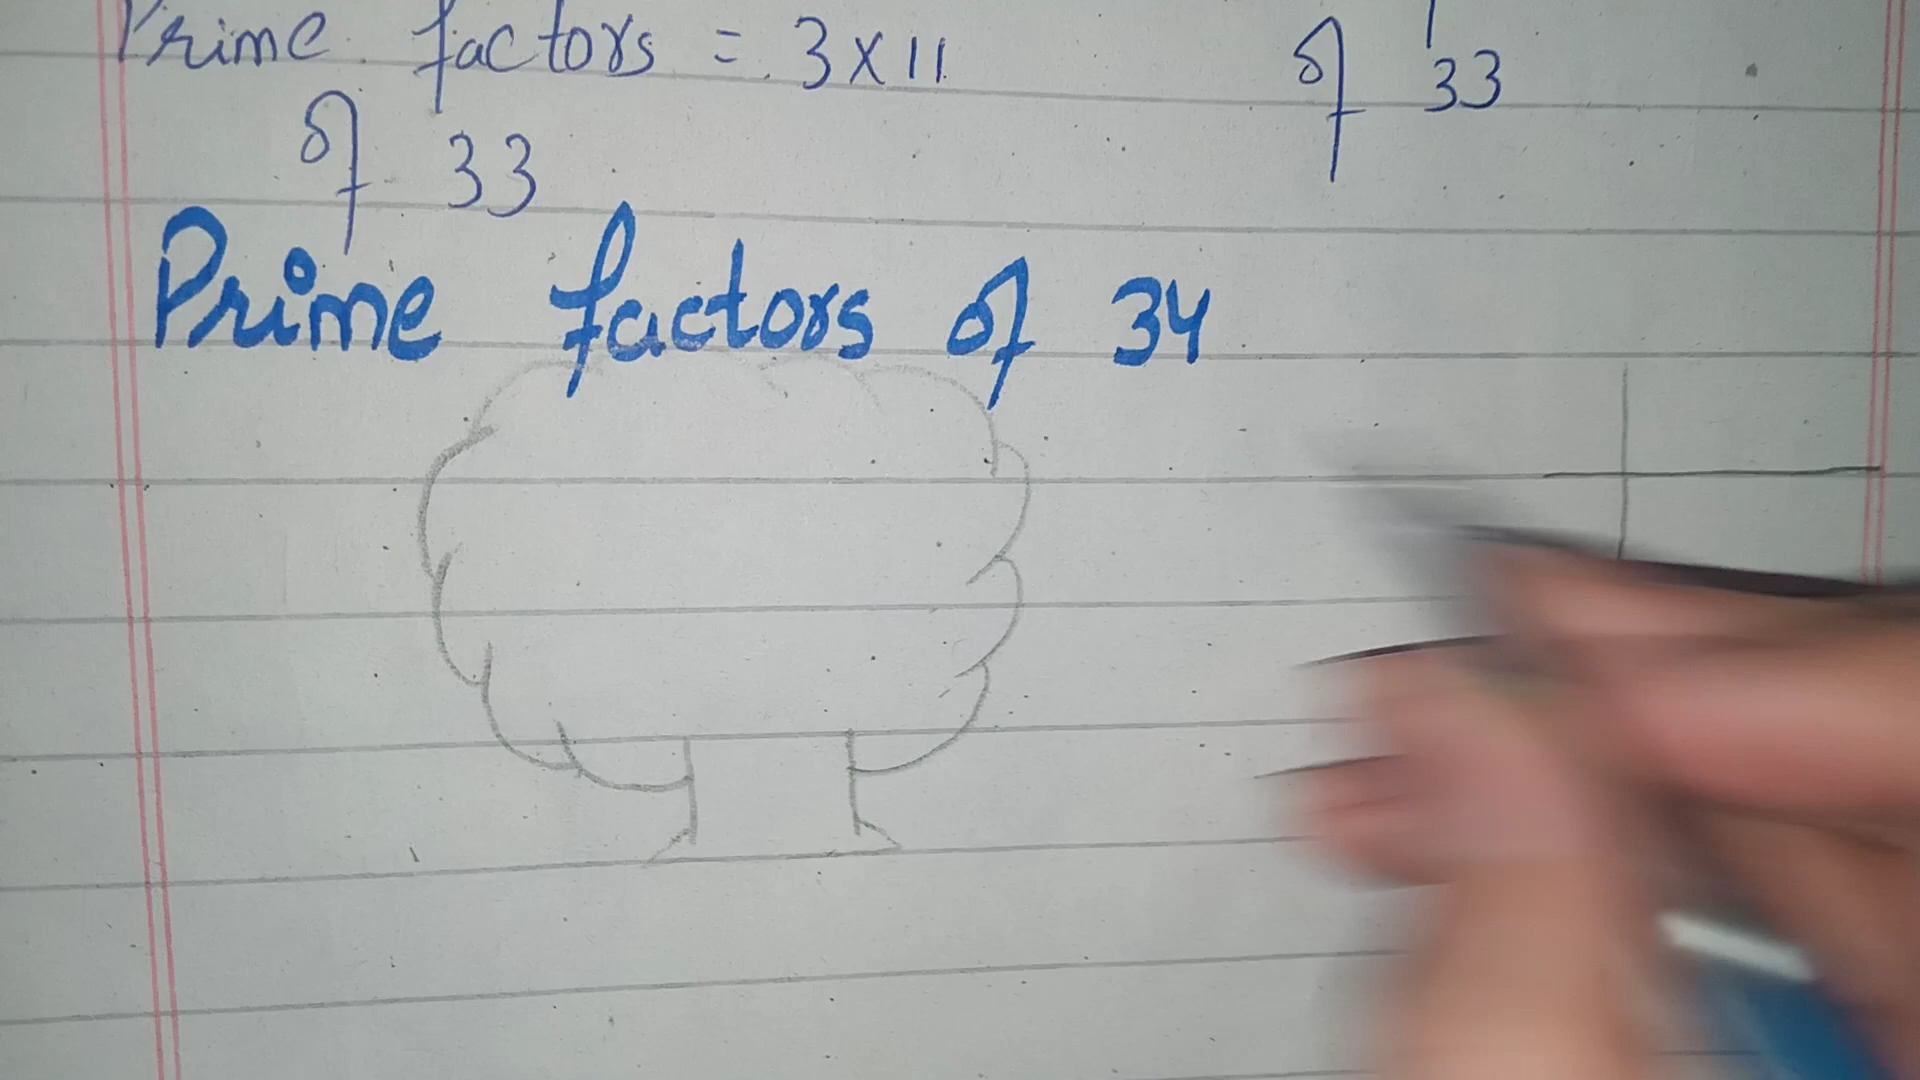 Prime factors = 3×11
of 33
of 33
Prime factors of 34